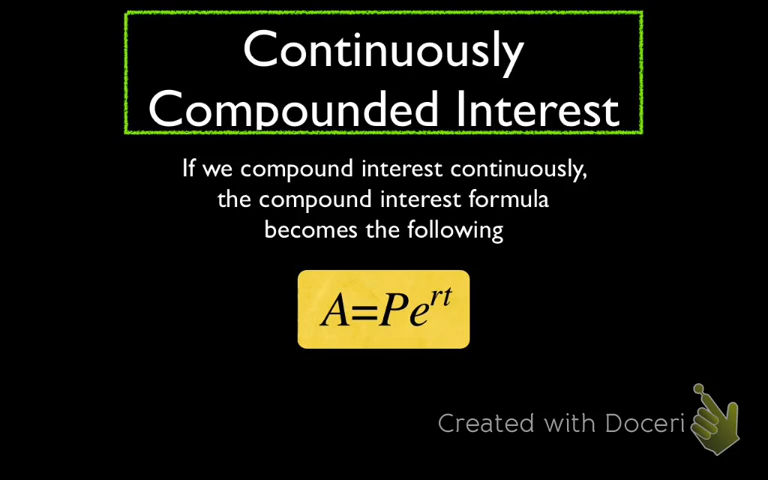 Continuously
Compounded Interest
If we compound interest continuously,
the compound interest formula
becomes the following
A=Pe^{rt}
Created with Doceri